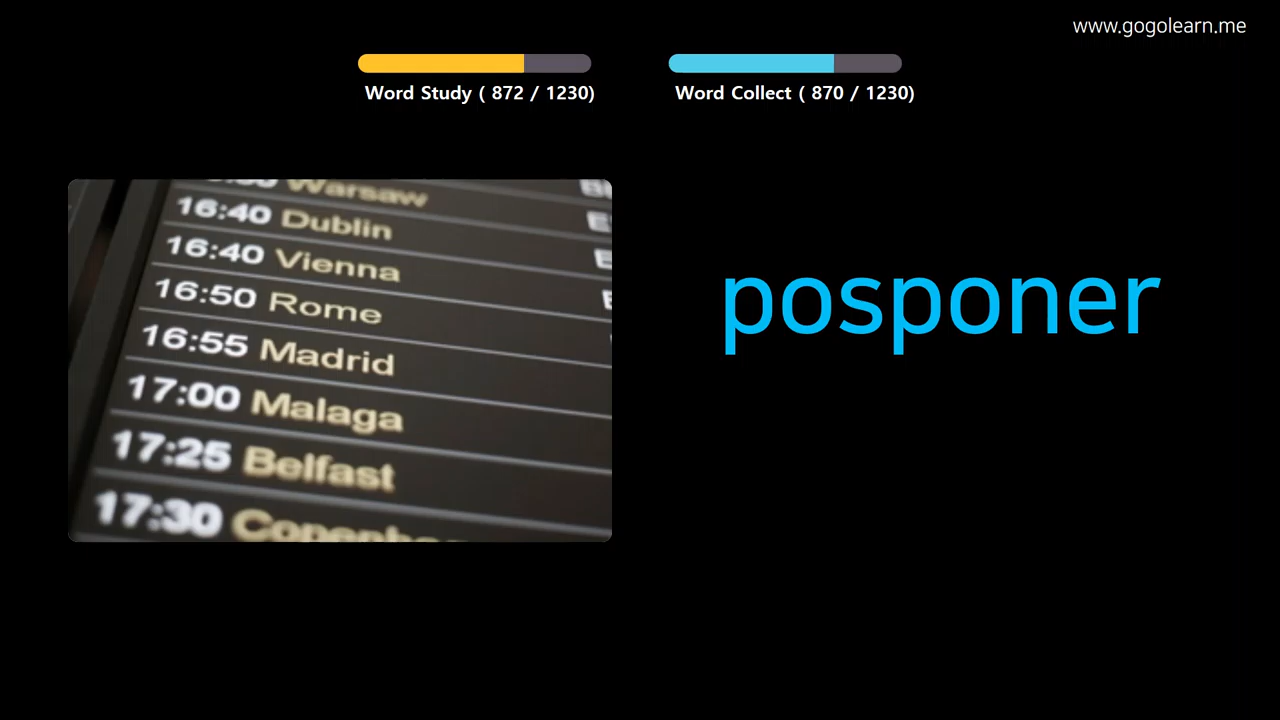 www.gogolearn.me
Word Study ( 872 / 1230)
Word Collect ( 870 / 1230)
Warsaw
16:40 Dublin
16:40 Vienna
16:50 Rome
16:55 Madrid
17:00 Malaga
17:25 Belfast
17:30
posponer